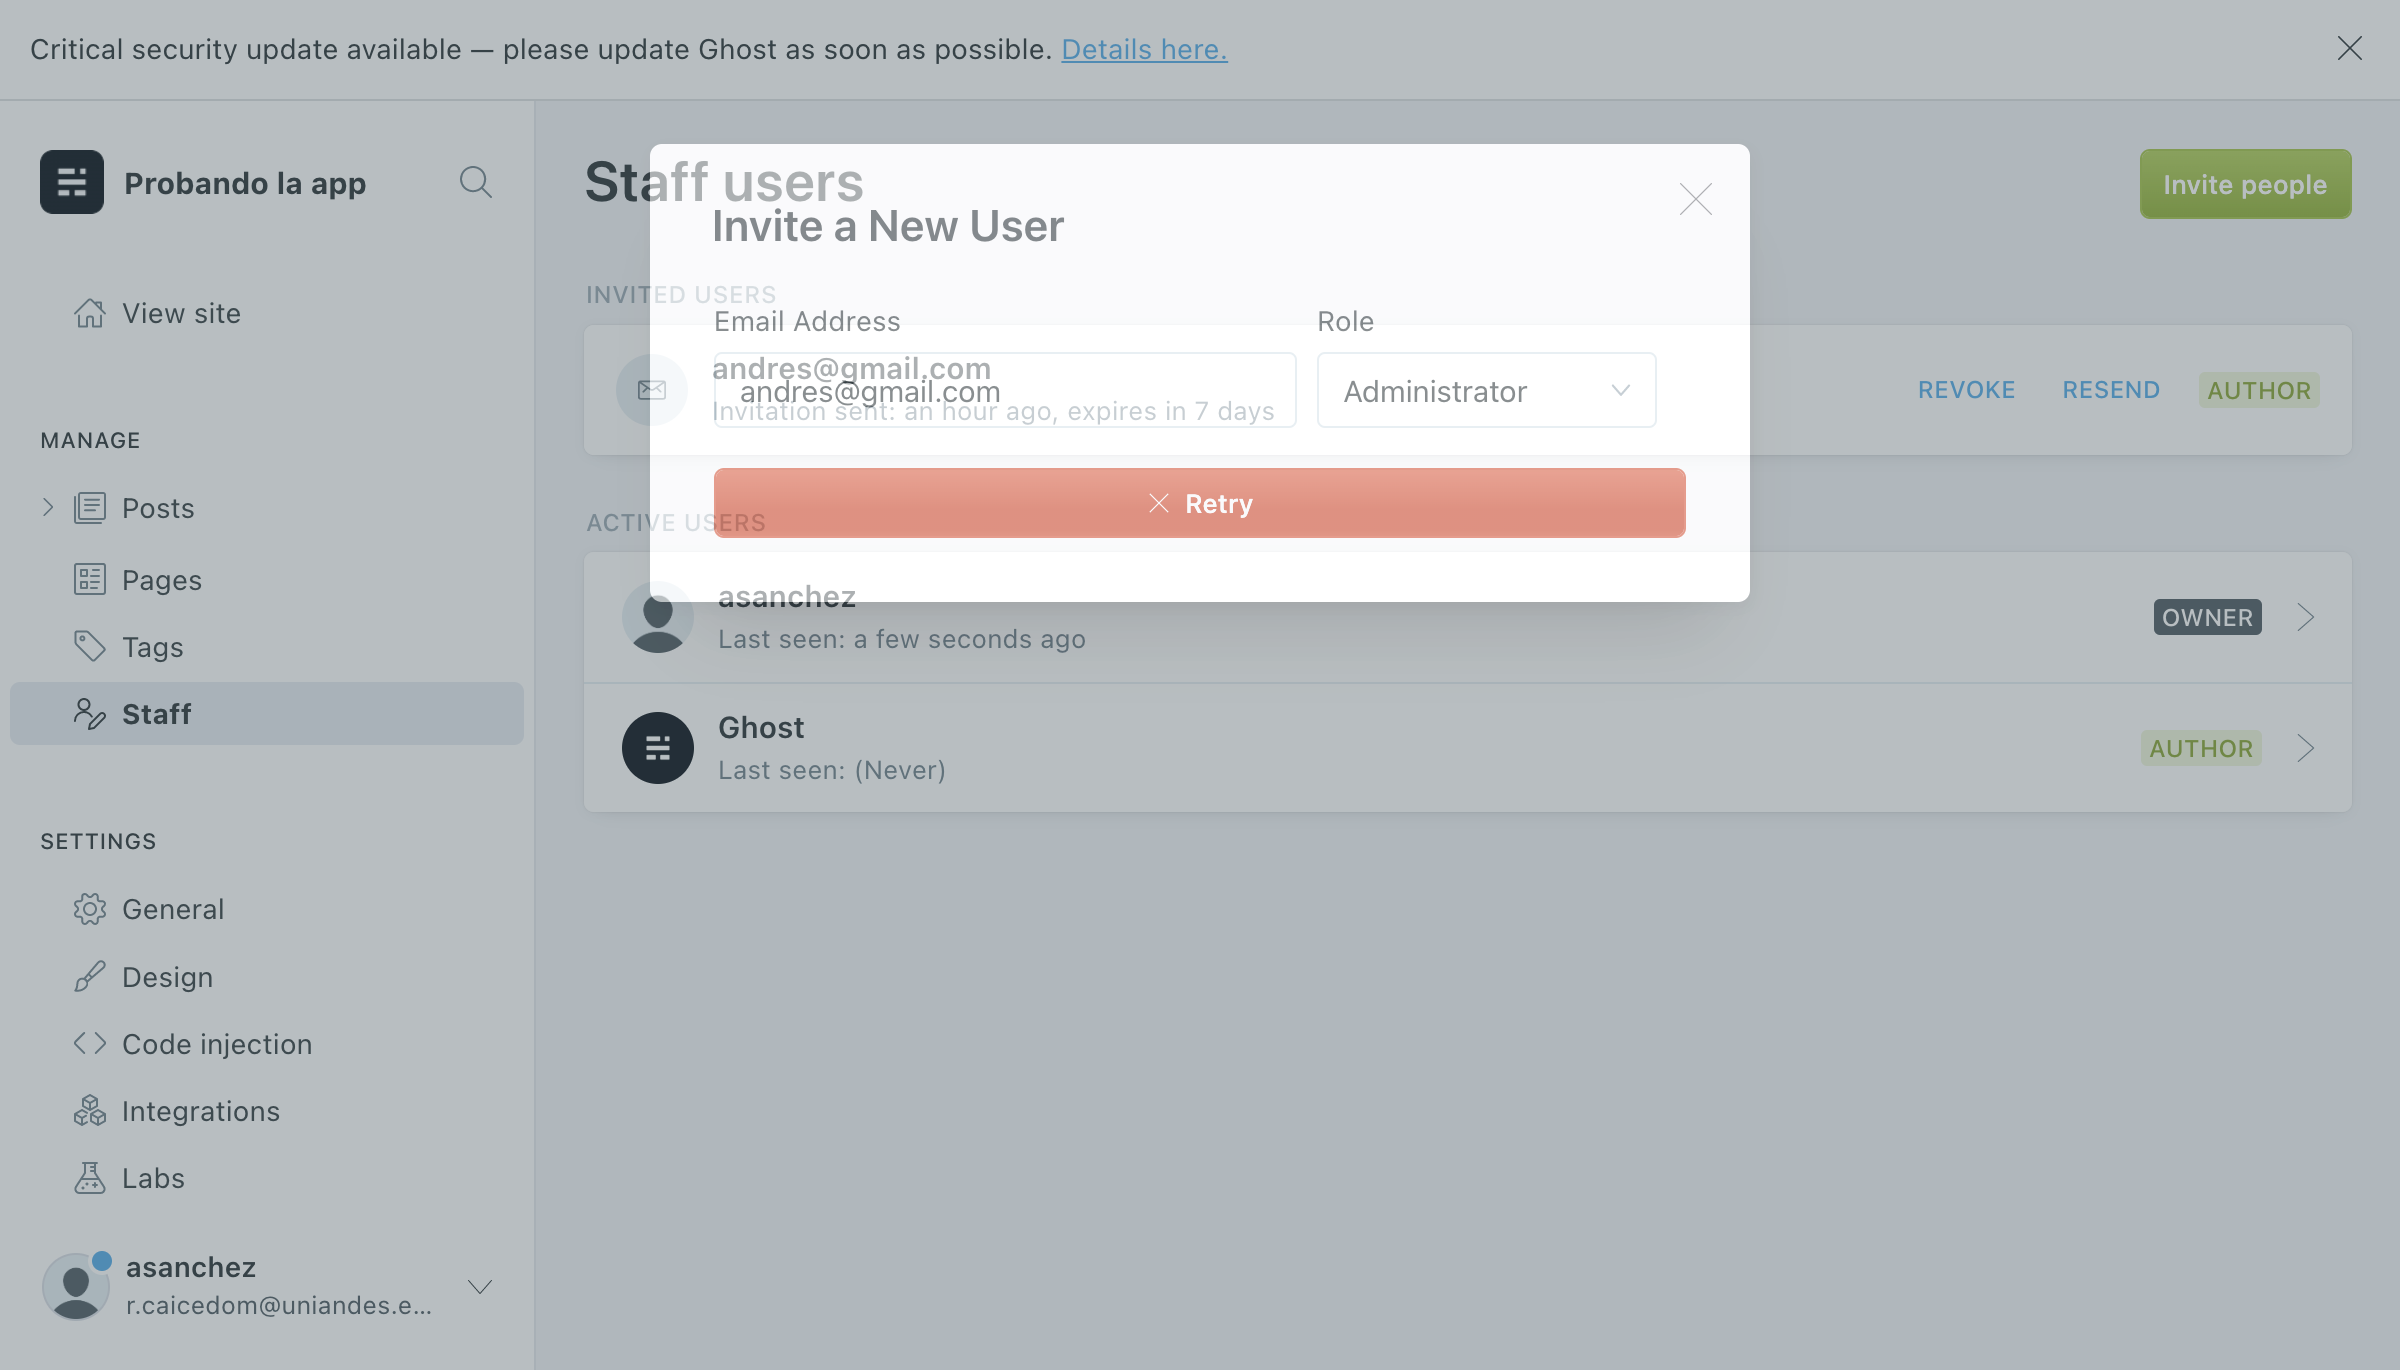 Critical security update available — please update Ghost as soon as possible. Details here.
Probando la app
View site
MANAGE
Posts
Pages
Tags
Staff
SETTINGS
General
Design
Code injection
Integrations
Labs
asanchez
r.caicedom@uniandes.e...
Staff users
Invite people
Invite a New User
INVITED USERS
Email Address
Role
andres@gmail.com
andres@gmail.com
Administrator
Invitation sent: an hour ago, expires in 7 days
REVOKE
RESEND
AUTHOR
Retry
ACTIVE USERS
asanchez
Last seen: a few seconds ago
OWNER
Ghost
Last seen: (Never)
AUTHOR